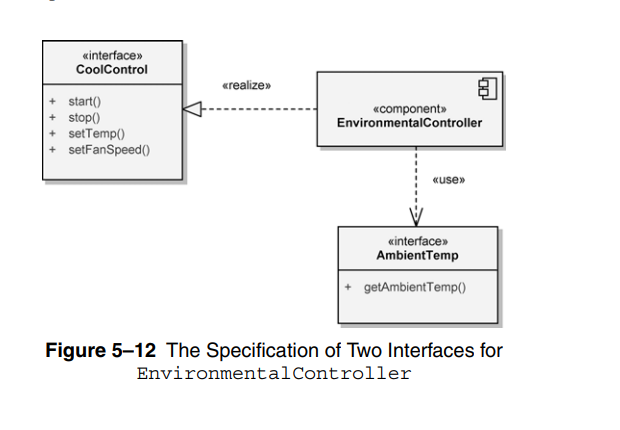 «interface»
CoolControl
+ start()
+ stop()
+ setTemp()
+ setFanSpeed()
«realize»
«component»
EnvironmentalController
«use»
«interface»
AmbientTemp
+ getAmbientTemp()
Figure 5–12 The Specification of Two Interfaces for
EnvironmentalController